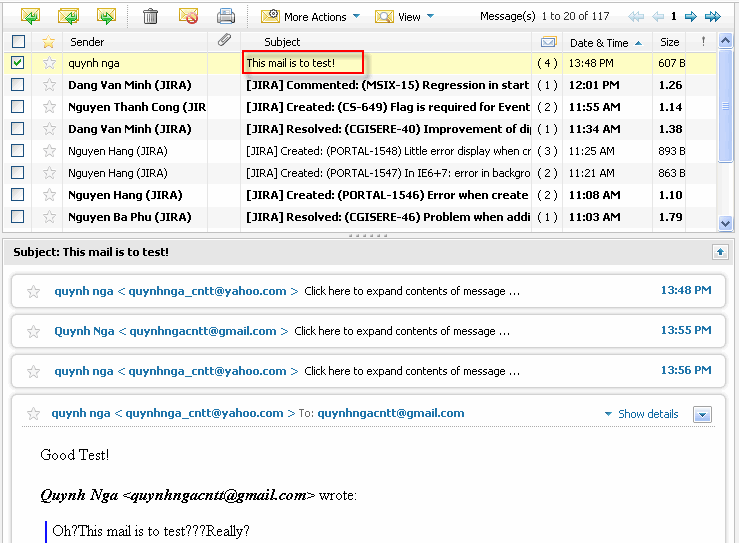 More Actions View Message(s) 1 to 20 of 117 1
Sender Subject Date & Time Size !
quynh nga This mail is to test! ( 4 ) 13:48 PM 607 B
Dang Van Minh (JIRA) [JIRA] Commented: (MSIX-15) Regression in start ( 1 ) 12:01 PM 1.26
Nguyen Thanh Cong (JIR [JIRA] Created: (CS-649) Flag is required for Event ( 2 ) 11:55 AM 1.14
Dang Van Minh (JIRA) [JIRA] Resolved: (CGISERE-40) Improvement of di ( 1 ) 11:34 AM 1.38
Nguyen Hang (JIRA) [JIRA] Created: (PORTAL-1548) Little error display when cr ( 3 ) 11:25 AM 893 B
Nguyen Hang (JIRA) [JIRA] Created: (PORTAL-1547) In IE6+7: error in backgro ( 2 ) 11:21 AM 863 B
Nguyen Hang (JIRA) [JIRA] Created: (PORTAL-1546) Error when create ( 2 ) 11:08 AM 1.10
Nguyen Ba Phu (JIRA) [JIRA] Resolved: (CGISERE-46) Problem when addi ( 1 ) 11:03 AM 1.79
Subject: This mail is to test!
quynh nga < quynhnga_cntt@yahoo.com > Click here to expand contents of message ... 13:48 PM
Quynh Nga < quynhngacntt@gmail.com > Click here to expand contents of message ... 13:55 PM
quynh nga < quynhnga_cntt@yahoo.com > Click here to expand contents of message ... 13:56 PM
quynh nga < quynhnga_cntt@yahoo.com > To: quynhngacntt@gmail.com Show details
Good Test!
Quynh Nga <quynhngacntt@gmail.com> wrote:
Oh?This mail is to test???Really?